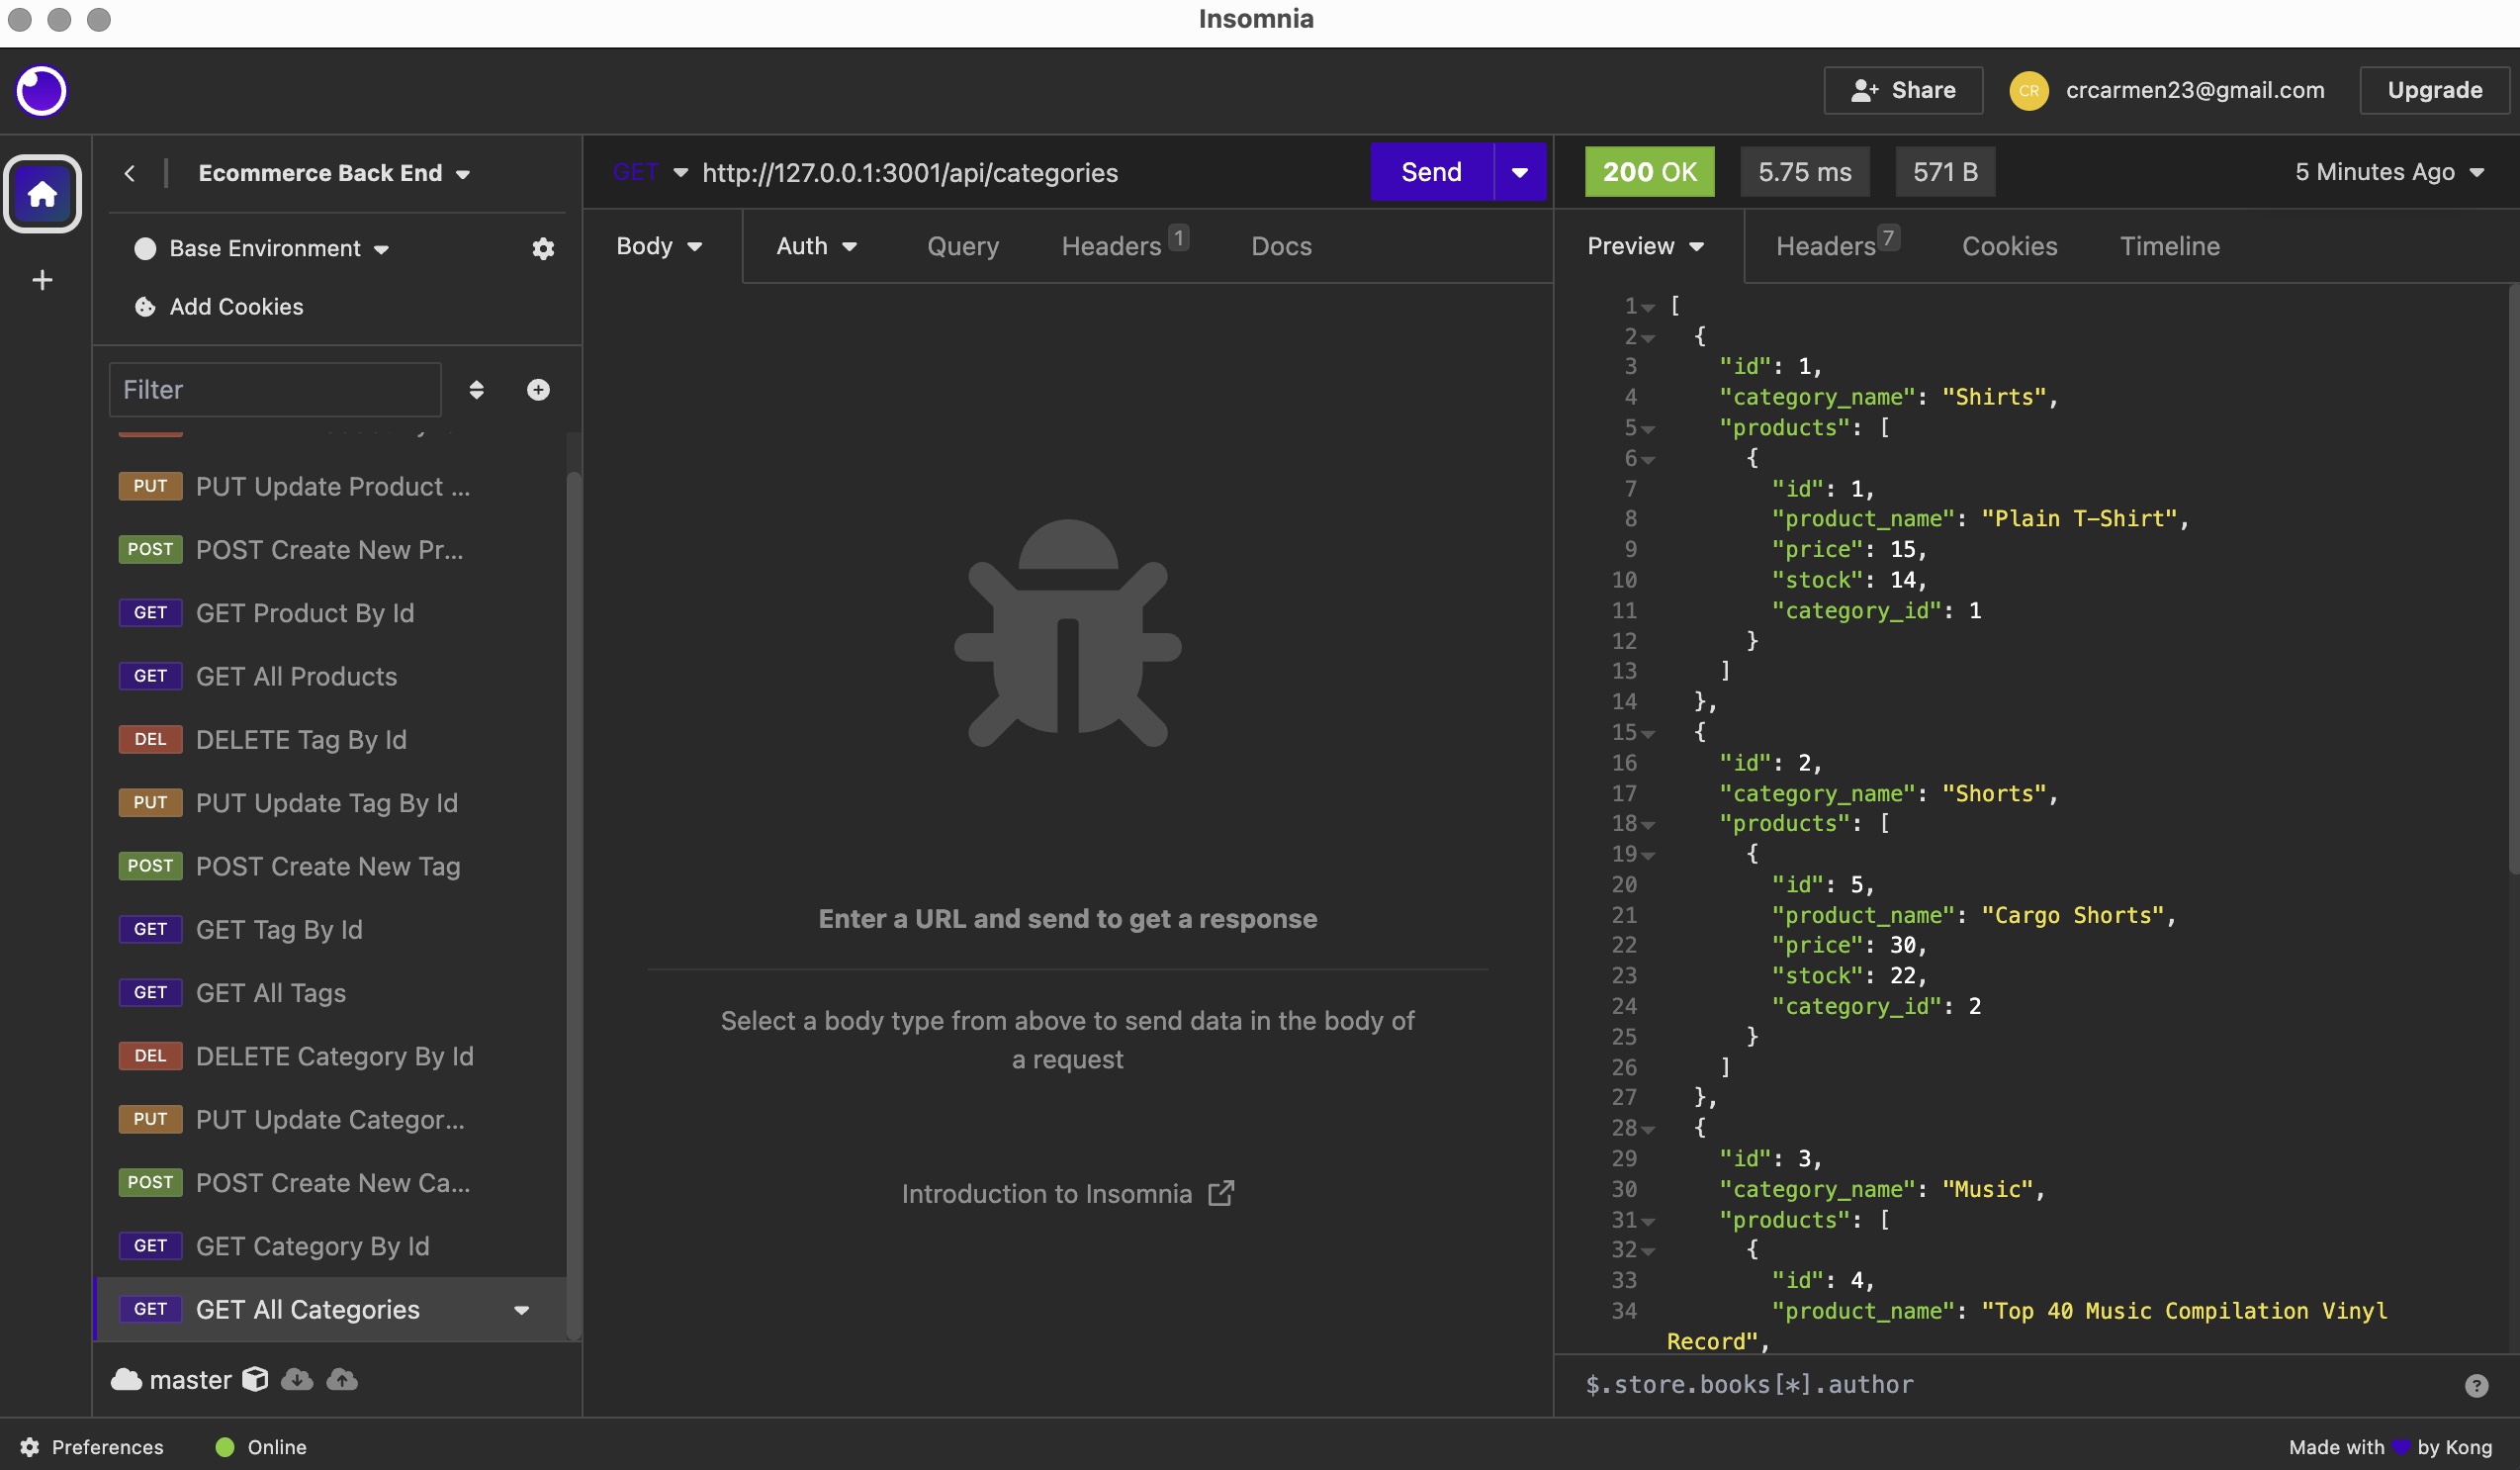 Insomnia
Share
CR
crcarmen23@gmail.com
Upgrade
Ecommerce Back End
Base Environment
Add Cookies
Filter
PUT PUT Update Product ...
POST POST Create New Pr...
GET GET Product By Id
GET GET All Products
DEL DELETE Tag By Id
PUT PUT Update Tag By Id
POST POST Create New Tag
GET GET Tag By Id
GET GET All Tags
DEL DELETE Category By Id
PUT PUT Update Categor...
POST POST Create New Ca...
GET GET Category By Id
GET GET All Categories
master
GET http://127.0.0.1:3001/api/categories
Send
Body Auth Query Headers 1 Docs
Enter a URL and send to get a response
Select a body type from above to send data in the body of
a request
Introduction to Insomnia
200 OK 5.75 ms 571 B 5 Minutes Ago
Preview Headers 7 Cookies Timeline
1 [
2 {
3 "id": 1,
4 "category_name": "Shirts",
5 "products": [
6 {
7 "id": 1,
8 "product_name": "Plain T-Shirt",
9 "price": 15,
10 "stock": 14,
11 "category_id": 1
12 }
13 ]
14 },
15 {
16 "id": 2,
17 "category_name": "Shorts",
18 "products": [
19 {
20 "id": 5,
21 "product_name": "Cargo Shorts",
22 "price": 30,
23 "stock": 22,
24 "category_id": 2
25 }
26 ]
27 },
28 {
29 "id": 3,
30 "category_name": "Music",
31 "products": [
32 {
33 "id": 4,
34 "product_name": "Top 40 Music Compilation Vinyl
Record",
$.store.books[*].author
Preferences
Online
Made with 💜 by Kong